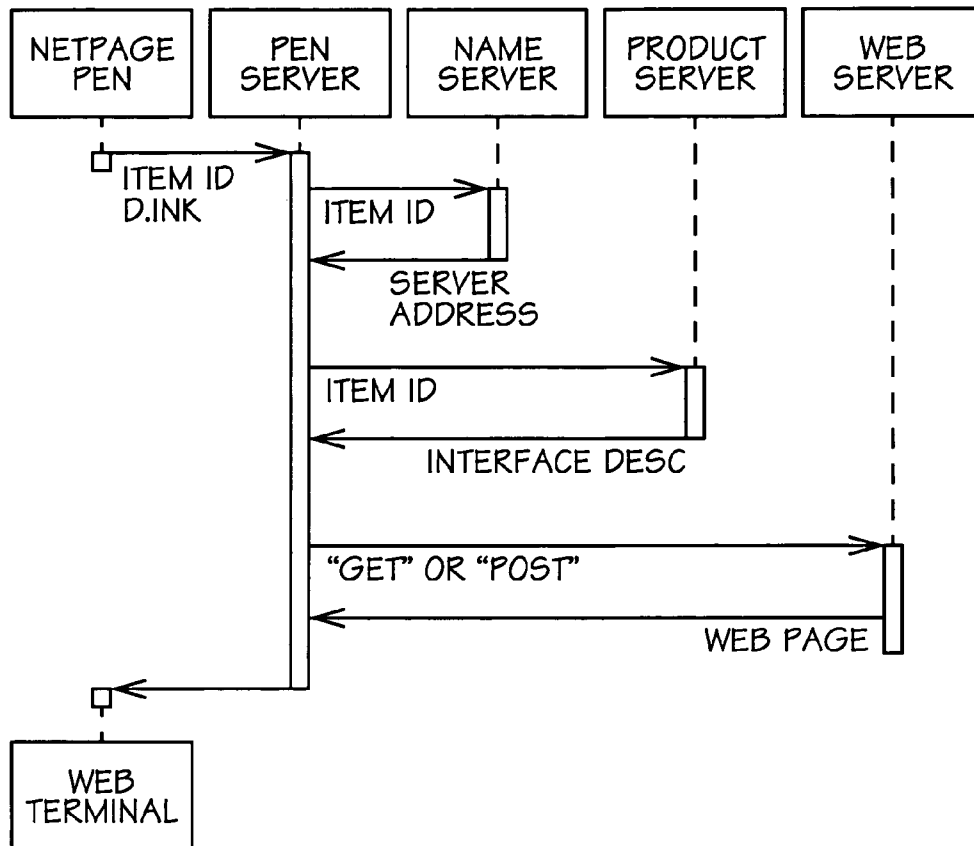 NETPAGE
PEN
PEN
SERVER
NAME
SERVER
PRODUCT
SERVER
WEB
SERVER
ITEM ID
D.INK
ITEM ID
SERVER
ADDRESS
ITEM ID
INTERFACE DESC
“GET” OR “POST”
WEB PAGE
WEB
TERMINAL